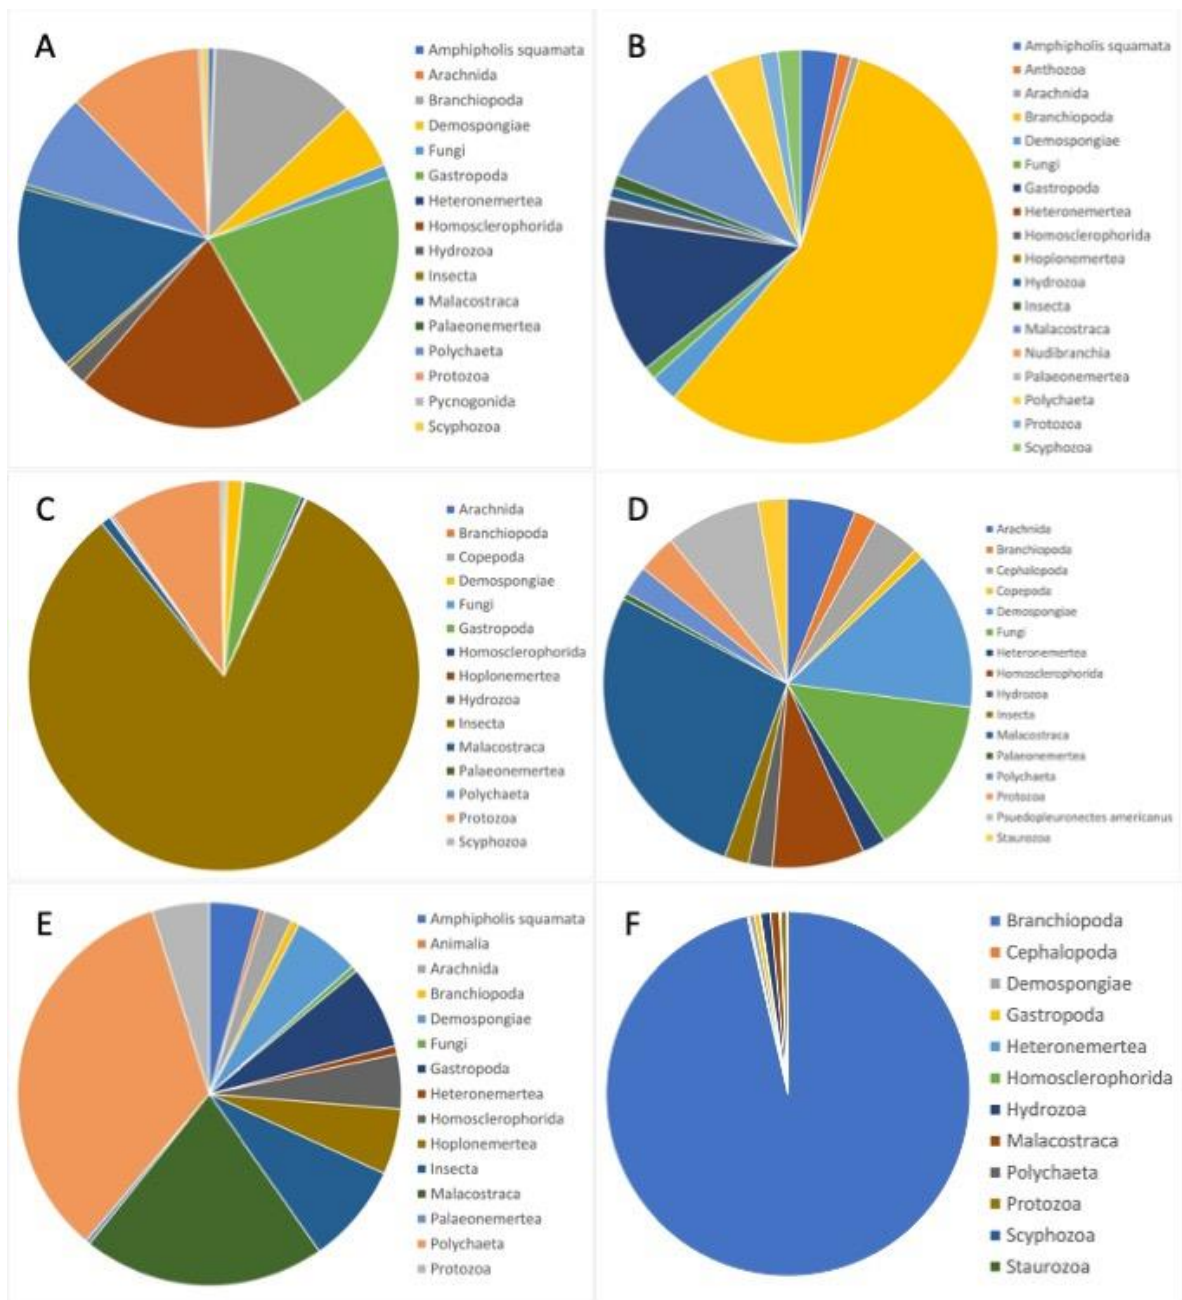 A
Amphipholis squamata
Arachnida
Branchiopoda
Demospongiae
Fungi
Gastropoda
Heteronemertea
Homosclerophorida
Hydrozoa
Insecta
Malacostraca
Palaeonemertea
Polychaeta
Protozoa
Pycnogonida
Scyphozoa
B
Amphipholis squamata
Anthozoa
Arachnida
Branchiopoda
Demospongiae
Fungi
Gastropoda
Heteronemertea
Homosclerophorida
Hoplonemertea
Hydrozoa
Insecta
Malacostraca
Nudibranchia
Palaeonemertea
Polychaeta
Protozoa
Scyphozoa
C
Arachnida
Branchiopoda
Copepoda
Demospongiae
Fungi
Gastropoda
Homosclerophorida
Hoplonemertea
Hydrozoa
Insecta
Malacostraca
Palaeonemertea
Polychaeta
Protozoa
Scyphozoa
D
Arachnida
Branchiopoda
Cephalopoda
Copepoda
Demospongiae
Fungi
Heteronemertea
Homosclerophorida
Hydrozoa
Insecta
Malacostraca
Palaeonemertea
Polychaeta
Protozoa
Psuedopleuronectes americanus
Staurozoa
E
Amphipholis squamata
Animalia
Arachnida
Branchiopoda
Demospongiae
Fungi
Gastropoda
Heteronemertea
Homosclerophorida
Hoplonemertea
Insecta
Malacostraca
Palaeonemertea
Polychaeta
Protozoa
F
Branchiopoda
Cephalopoda
Demospongiae
Gastropoda
Heteronemertea
Homosclerophorida
Hydrozoa
Malacostraca
Polychaeta
Protozoa
Scyphozoa
Staurozoa